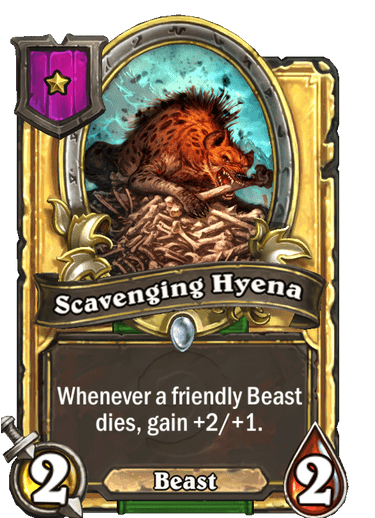 Scavenging Hyena
Whenever a friendly Beast
dies, gain +2/+1.
2
Beast
2